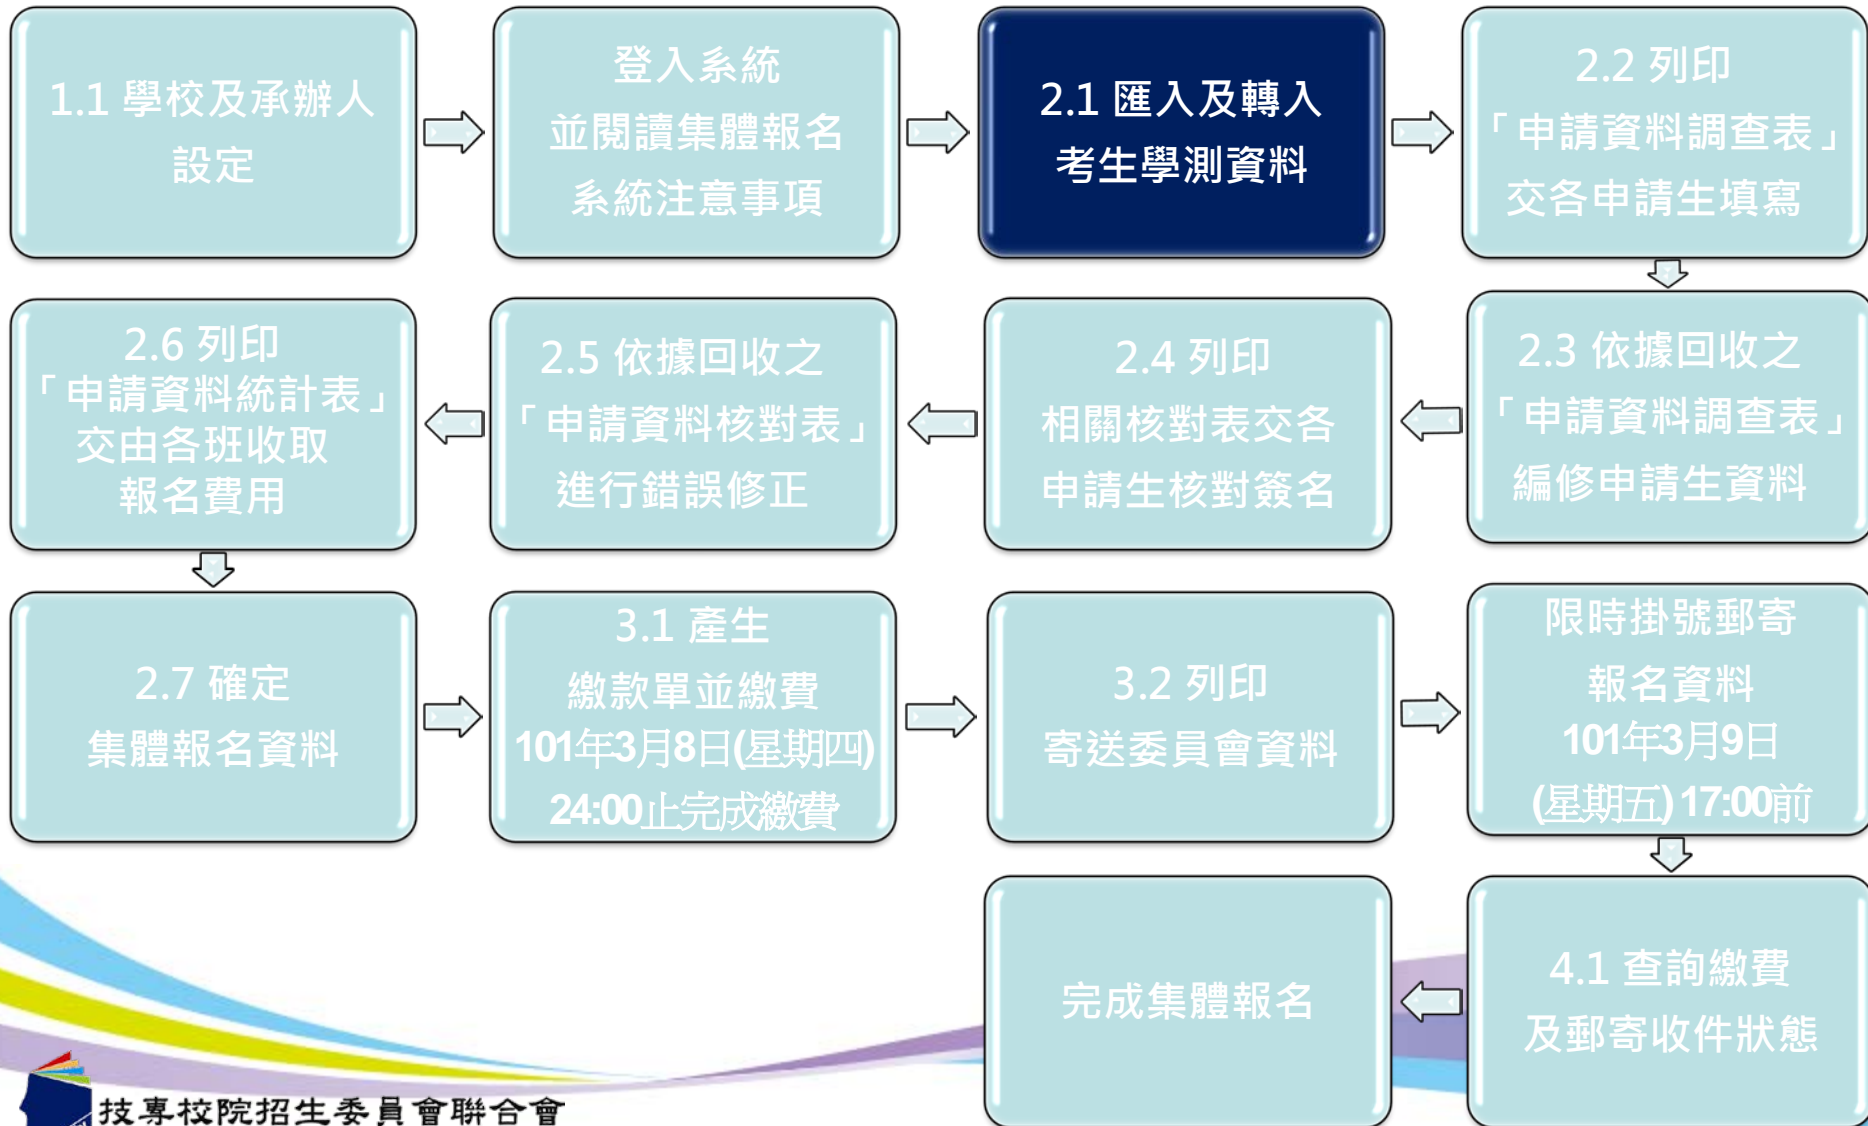 1.1 學校及承辦人
設定
登入系統
並閱讀集體報名
系統注意事項
2.1 匯入及轉入
考生學測資料
2.2 列印
「申請資料調查表」
交各申請生填寫
2.3 依據回收之
「申請資料調查表」
編修申請生資料
2.4 列印
相關核對表交各
申請生核對簽名
2.5 依據回收之
「申請資料核對表」
進行錯誤修正
2.6 列印
「申請資料統計表」
交由各班收取
報名費用
2.7 確定
集體報名資料
3.1 產生
繳款單並繳費
101年3月8日(星期四)
24:00止完成繳費
3.2 列印
寄送委員會資料
限時掛號郵寄
報名資料
101年3月9日
(星期五) 17:00前
4.1 查詢繳費
及郵寄收件狀態
完成集體報名
技專校院招生委員會聯合會